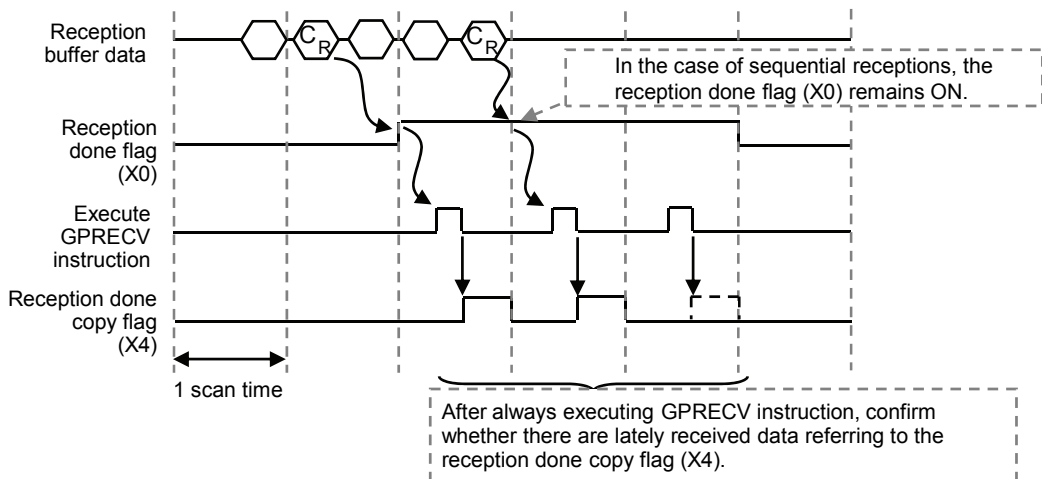 Reception
buffer data
C R
C R
In the case of sequential receptions, the
reception done flag (X0) remains ON.
Reception
done flag
(X0)
Execute
GPRECV
instruction
Reception done
copy flag
(X4)
1 scan time
After always executing GPRECV instruction, confirm
whether there are lately received data referring to the
reception done copy flag (X4).